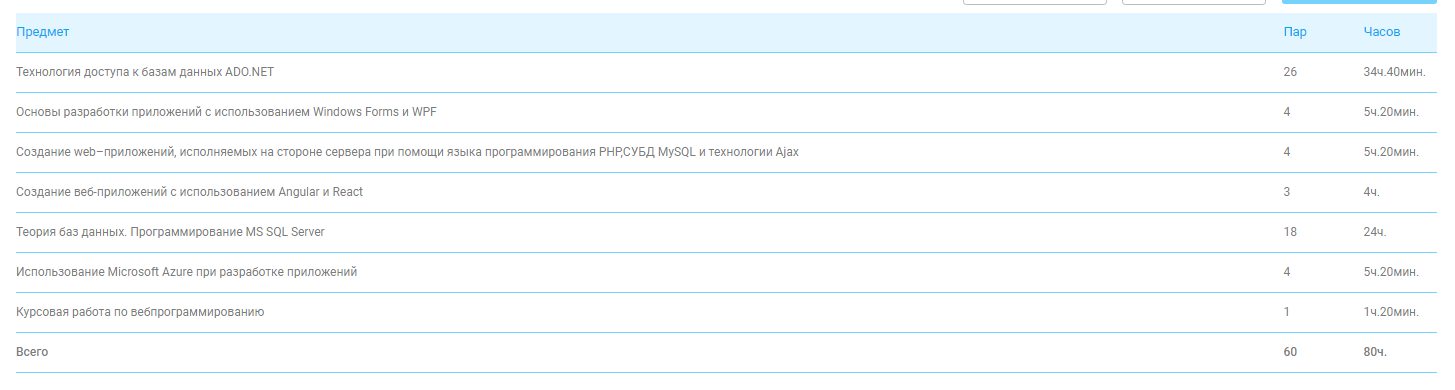 Предмет Пар Часов
Технология доступа к базам данных ADO.NET 26 34ч.40мин.
Основы разработки приложений с использованием Windows Forms и WPF 4 5ч.20мин.
Создание web–приложений, исполняемых на стороне сервера при помощи языка программирования PHP,СУБД MySQL и технологии Ajax 4 5ч.20мин.
Создание веб-приложений с использованием Angular и React 3 4ч.
Теория баз данных. Программирование MS SQL Server 18 24ч.
Использование Microsoft Azure при разработке приложений 4 5ч.20мин.
Курсовая работа по вебпрограммированию 1 1ч.20мин.
Всего 60 80ч.